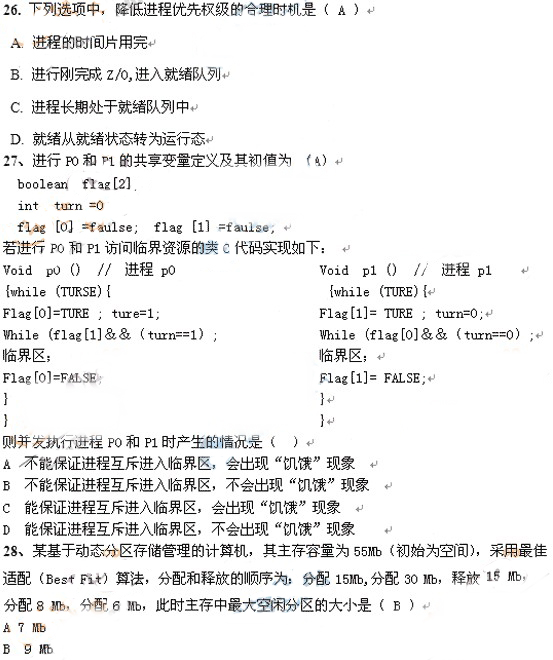 26. 下列选项中，降低进程优先权级的合理时机是（ A ）
A. 进程的时间片用完
B. 进行刚完成 Z/O,进入就绪队列
C. 进程长期处于就绪队列中
D. 就绪从就绪状态转为运行态
27、进行 P0 和 P1 的共享变量定义及其初值为 （A）
boolean flag[2]
int turn =0
flag [0] =faulse; flag [1] =faulse;
若进行 P0 和 P1 访问临界资源的类 C 代码实现如下：
Void p0 () // 进程 p0 Void p1 () // 进程 p1
{while (TURSE){ {while (TURE){
Flag[0]=TURE ; ture=1; Flag[1]= TURE ; turn=0;
While (flag[1]＆＆（turn==1）; While (flag[0]＆＆（turn==0）;
临界区; 临界区;
Flag[0]=FALSE; Flag[1]= FALSE;
} }
} }
则并发执行进程 P0 和 P1 时产生的情况是（ ）
A 不能保证进程互斥进入临界区，会出现“饥饿”现象
B 不能保证进程互斥进入临界区，不会出现“饥饿”现象
C 能保证进程互斥进入临界区，会出现“饥饿”现象
D 能保证进程互斥进入临界区，不会出现“饥饿”现象
28、某基于动态分区存储管理的计算机，其主存容量为 55Mb（初始为空间），采用最佳
适配（Best Fit）算法，分配和释放的顺序为：分配 15Mb,分配 30 Mb，释放 15 Mb，
分配 8 Mb，分配 6 Mb，此时主存中最大空闲分区的大小是（ B ）
A 7 Mb
B 9 Mb